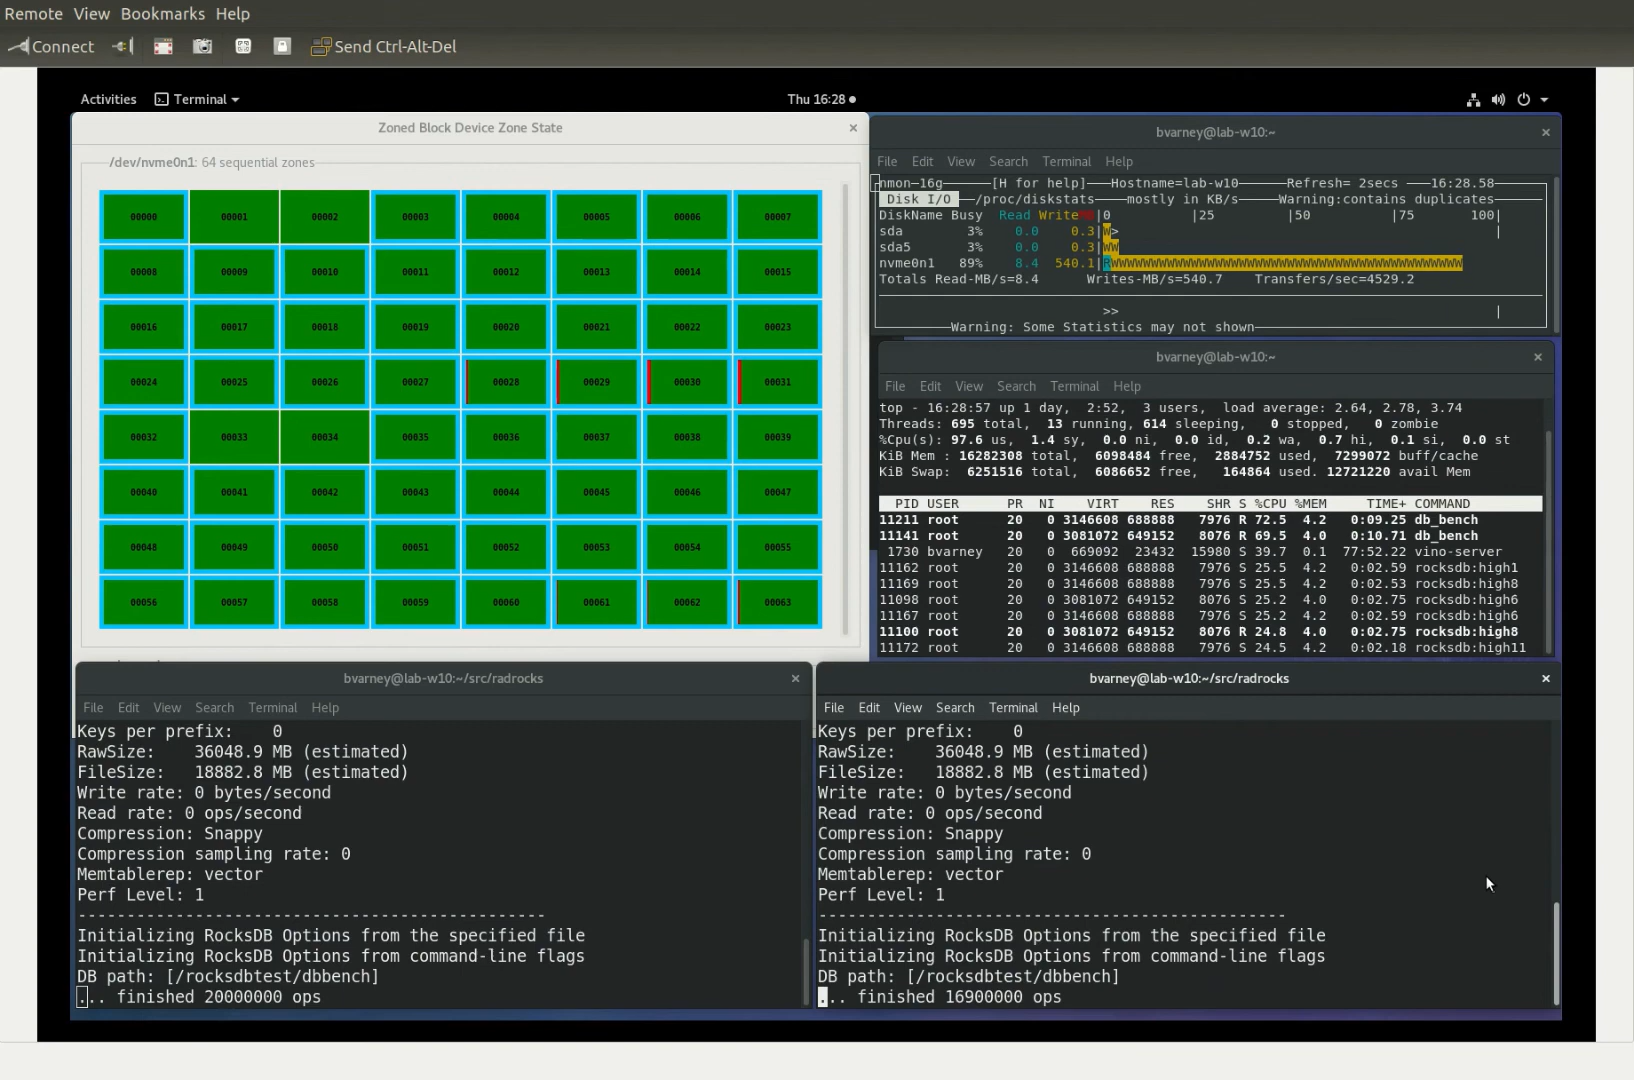 Remote View Bookmarks Help
Connect Send Ctrl-Alt-Del
Activities Terminal Thu 16:28
Zoned Block Device Zone State
/dev/nvme0n1: 64 sequential zones
00000 00001 00002 00003 00004 00005 00006 00007
00008 00009 00010 00011 00012 00013 00014 00015
00016 00017 00018 00019 00020 00021 00022 00023
00024 00025 00026 00027 00028 00029 00030 00031
00032 00033 00034 00035 00036 00037 00038 00039
00040 00041 00042 00043 00044 00045 00046 00047
00048 00049 00050 00051 00052 00053 00054 00055
00056 00057 00058 00059 00060 00061 00062 00063
bvarney@lab-w10:~
File Edit View Search Terminal Help
nmon-16g [H for help] Hostname=lab-w10 Refresh= 2secs 16:28.58
Disk I/O /proc/diskstats mostly in KB/s Warning:contains duplicates
DiskName Busy Read Write |0 |25 |50 |75 100|
sda 3% 0.0 0.3|W> |
sda5 3% 0.0 0.3|WW
nvme0n1 89% 8.4 540.1|RWWWWWWWWWWWWWWWWWWWWWWWWWWWWWWWWWWWWWWWWWWWW
Totals Read-MB/s=8.4 Writes-MB/s=540.7 Transfers/sec=4529.2
>> |
Warning: Some Statistics may not shown
bvarney@lab-w10:~
File Edit View Search Terminal Help
top - 16:28:57 up 1 day, 2:52, 3 users, load average: 2.64, 2.78, 3.74
Threads: 695 total, 13 running, 614 sleeping, 0 stopped, 0 zombie
%Cpu(s): 97.6 us, 1.4 sy, 0.0 ni, 0.0 id, 0.2 wa, 0.7 hi, 0.1 si, 0.0 st
KiB Mem : 16282308 total, 6098484 free, 2884752 used, 7299072 buff/cache
KiB Swap: 6251516 total, 6086652 free, 164864 used. 12721220 avail Mem
PID USER PR NI VIRT RES SHR S %CPU %MEM TIME+ COMMAND
11211 root 20 0 3146608 688888 7976 R 72.5 4.2 0:09.25 db_bench
11141 root 20 0 3081072 649152 8076 R 69.5 4.0 0:10.71 db_bench
1730 bvarney 20 0 669092 23432 15980 S 39.7 0.1 77:52.22 vino-server
11162 root 20 0 3146608 688888 7976 S 25.5 4.2 0:02.59 rocksdb:high1
11169 root 20 0 3146608 688888 7976 S 25.5 4.2 0:02.53 rocksdb:high8
11098 root 20 0 3081072 649152 8076 S 25.2 4.0 0:02.75 rocksdb:high6
11167 root 20 0 3146608 688888 7976 S 25.2 4.2 0:02.59 rocksdb:high6
11100 root 20 0 3081072 649152 8076 R 24.8 4.0 0:02.75 rocksdb:high8
11172 root 20 0 3146608 688888 7976 S 24.5 4.2 0:02.18 rocksdb:high11
bvarney@lab-w10:~/src/radrocks
File Edit View Search Terminal Help
Keys per prefix: 0
RawSize: 36048.9 MB (estimated)
FileSize: 18882.8 MB (estimated)
Write rate: 0 bytes/second
Read rate: 0 ops/second
Compression: Snappy
Compression sampling rate: 0
Memtablerep: vector
Perf Level: 1
------------------------------------------------
Initializing RocksDB Options from the specified file
Initializing RocksDB Options from command-line flags
DB path: [/rocksdbtest/dbbench]
... finished 20000000 ops
bvarney@lab-w10:~/src/radrocks
File Edit View Search Terminal Help
Keys per prefix: 0
RawSize: 36048.9 MB (estimated)
FileSize: 18882.8 MB (estimated)
Write rate: 0 bytes/second
Read rate: 0 ops/second
Compression: Snappy
Compression sampling rate: 0
Memtablerep: vector
Perf Level: 1
------------------------------------------------
Initializing RocksDB Options from the specified file
Initializing RocksDB Options from command-line flags
DB path: [/rocksdbtest/dbbench]
... finished 16900000 ops